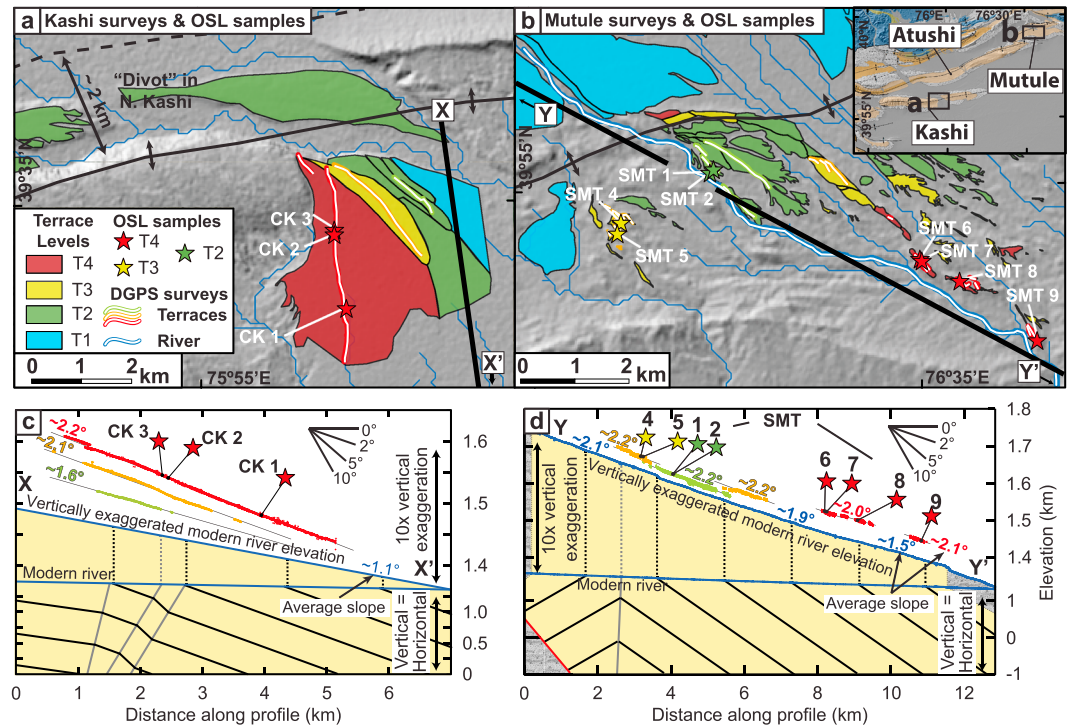 a Kashi surveys & OSL samples
"Divot" in
N. Kashi
~2 km
39°35'N
X
CK 3
CK 2
CK 1
X'
Terrace
Levels
OSL samples
T4
T3
T2
T4
T3
T2
T1
DGPS surveys
Terraces
River
0 1 2
km
75°55'E
b Mutule surveys & OSL samples
Y
39°55'N
SMT 1
SMT 2
SMT 4
SMT 5
SMT 6
SMT 7
SMT 8
SMT 9
Y'
0 1 2
km
76°35'E
76°E
76°30'E
40°N
39°55'N
Atushi
b
Mutule
a
Kashi
c
X
~2.2°
~2.1°
~1.6°
CK 3
CK 2
CK 1
0°
2°
5°
10°
Vertically exaggerated modern river elevation
10x vertical
exaggeration
~1.1°
X'
Modern river
Average slope
Vertical =
Horizontal
1.6
1.5
1.4
1.0
0.5
0
0 1 2 3 4 5 6 7
Distance along profile (km)
d
Y
~2.1°
~2.2°
4 5 1 2
SMT
0°
2°
5°
10°
~2.2°
~2.2°
6 7 8 9
~2.0°
~2.1°
Vertically exaggerated modern river elevation
~1.9°
~1.5°
10x vertical
exaggeration
Modern river
Average slope
Y'
Vertical =
Horizontal
1.8
1.7
1.6
1.5
1.4
1
0
-1
Elevation (km)
0 2 4 6 8 10 12
Distance along profile (km)